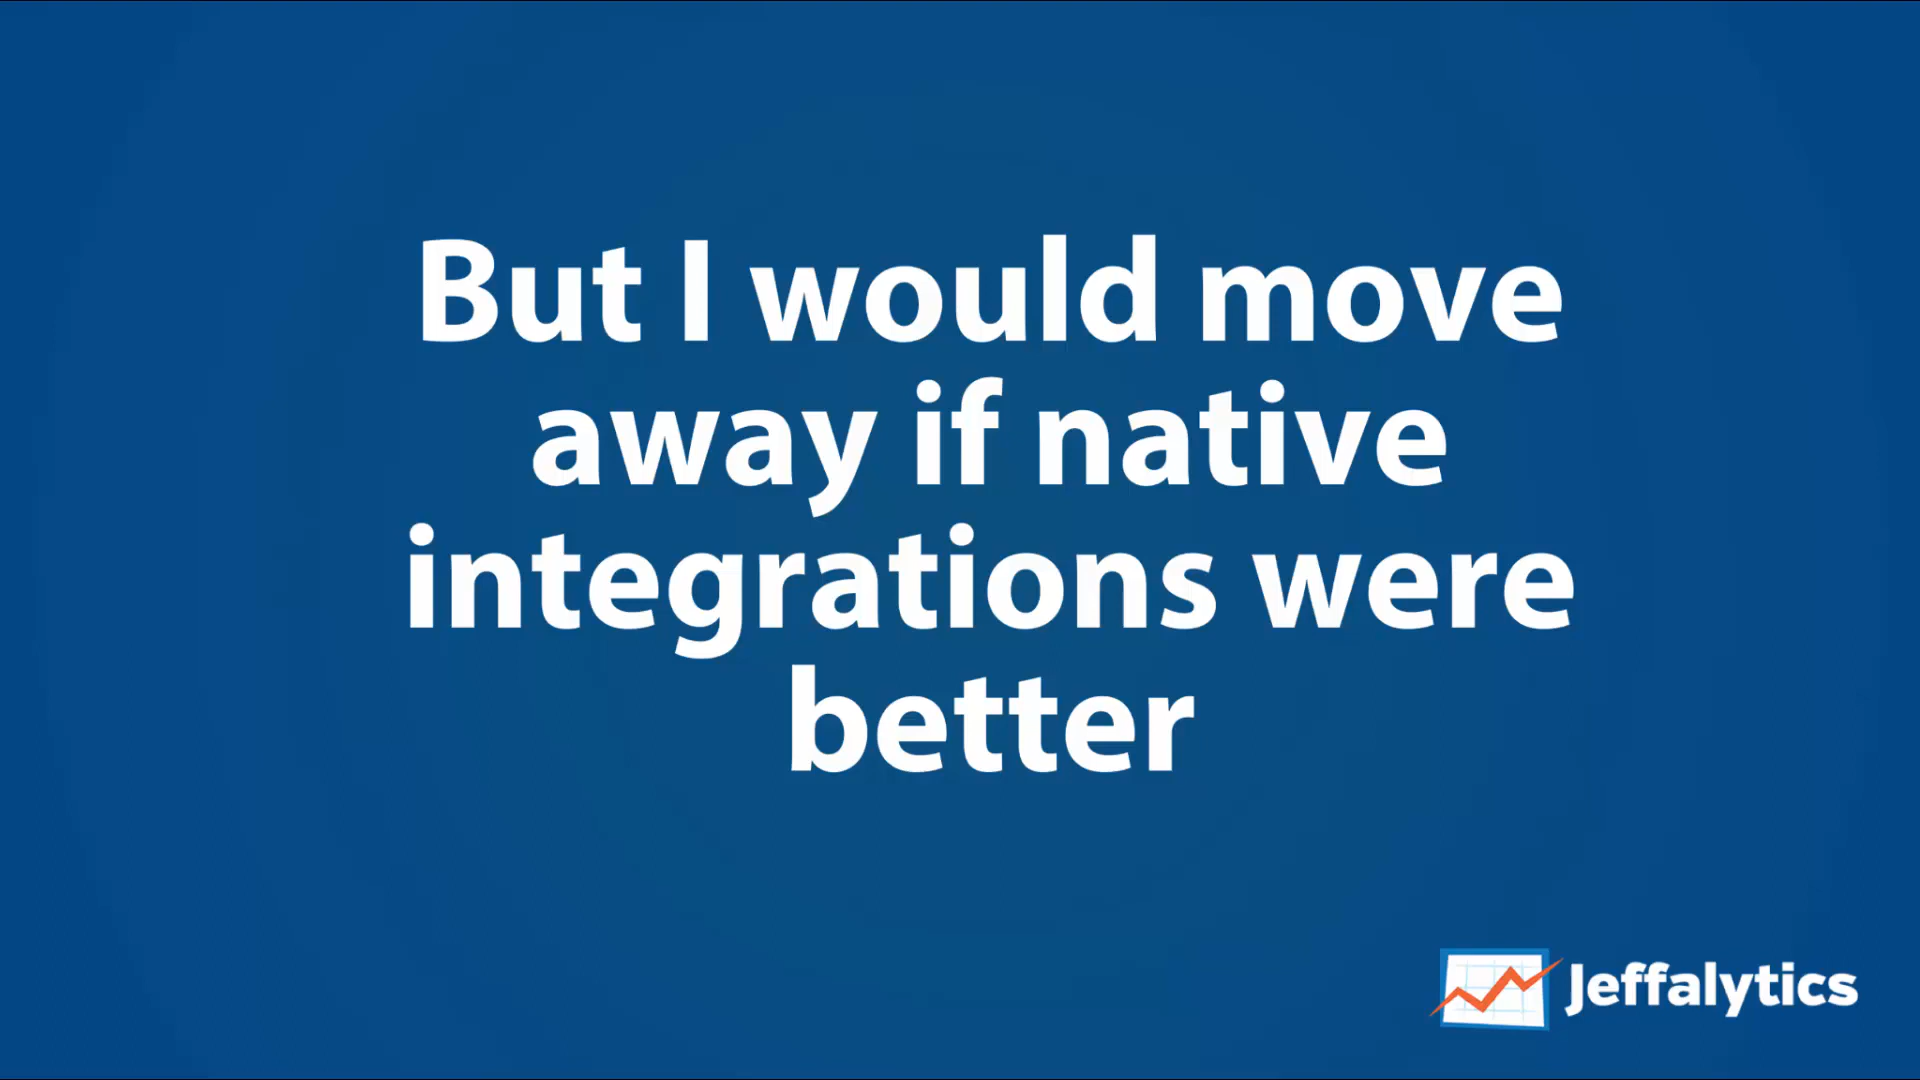 But I would move
away if native
integrations were
better
Jeffalytics